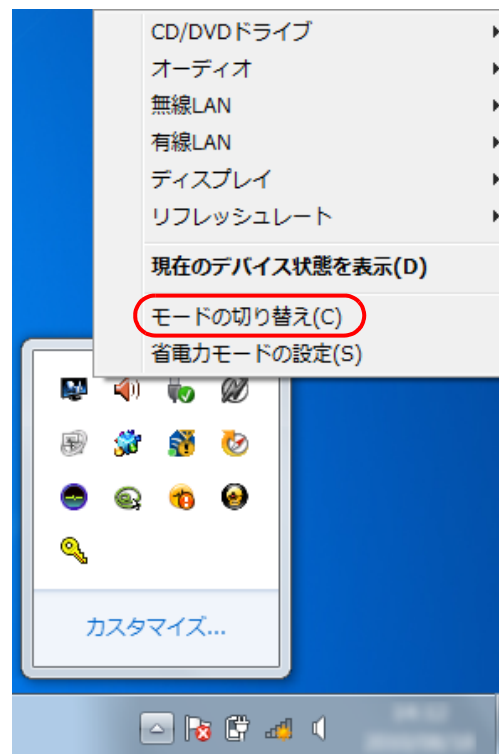 CD/DVDドライブ
オーディオ
無線LAN
有線LAN
ディスプレイ
リフレッシュレート
現在のデバイス状態を表示(D)
モードの切り替え(C)
省電力モードの設定(S)
カスタマイズ...